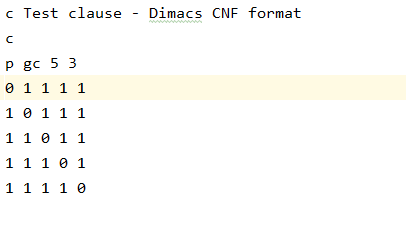 c Test clause - Dimacs CNF format
c
p gc 5 3
0 1 1 1 1
1 0 1 1 1
1 1 0 1 1
1 1 1 0 1
1 1 1 1 0